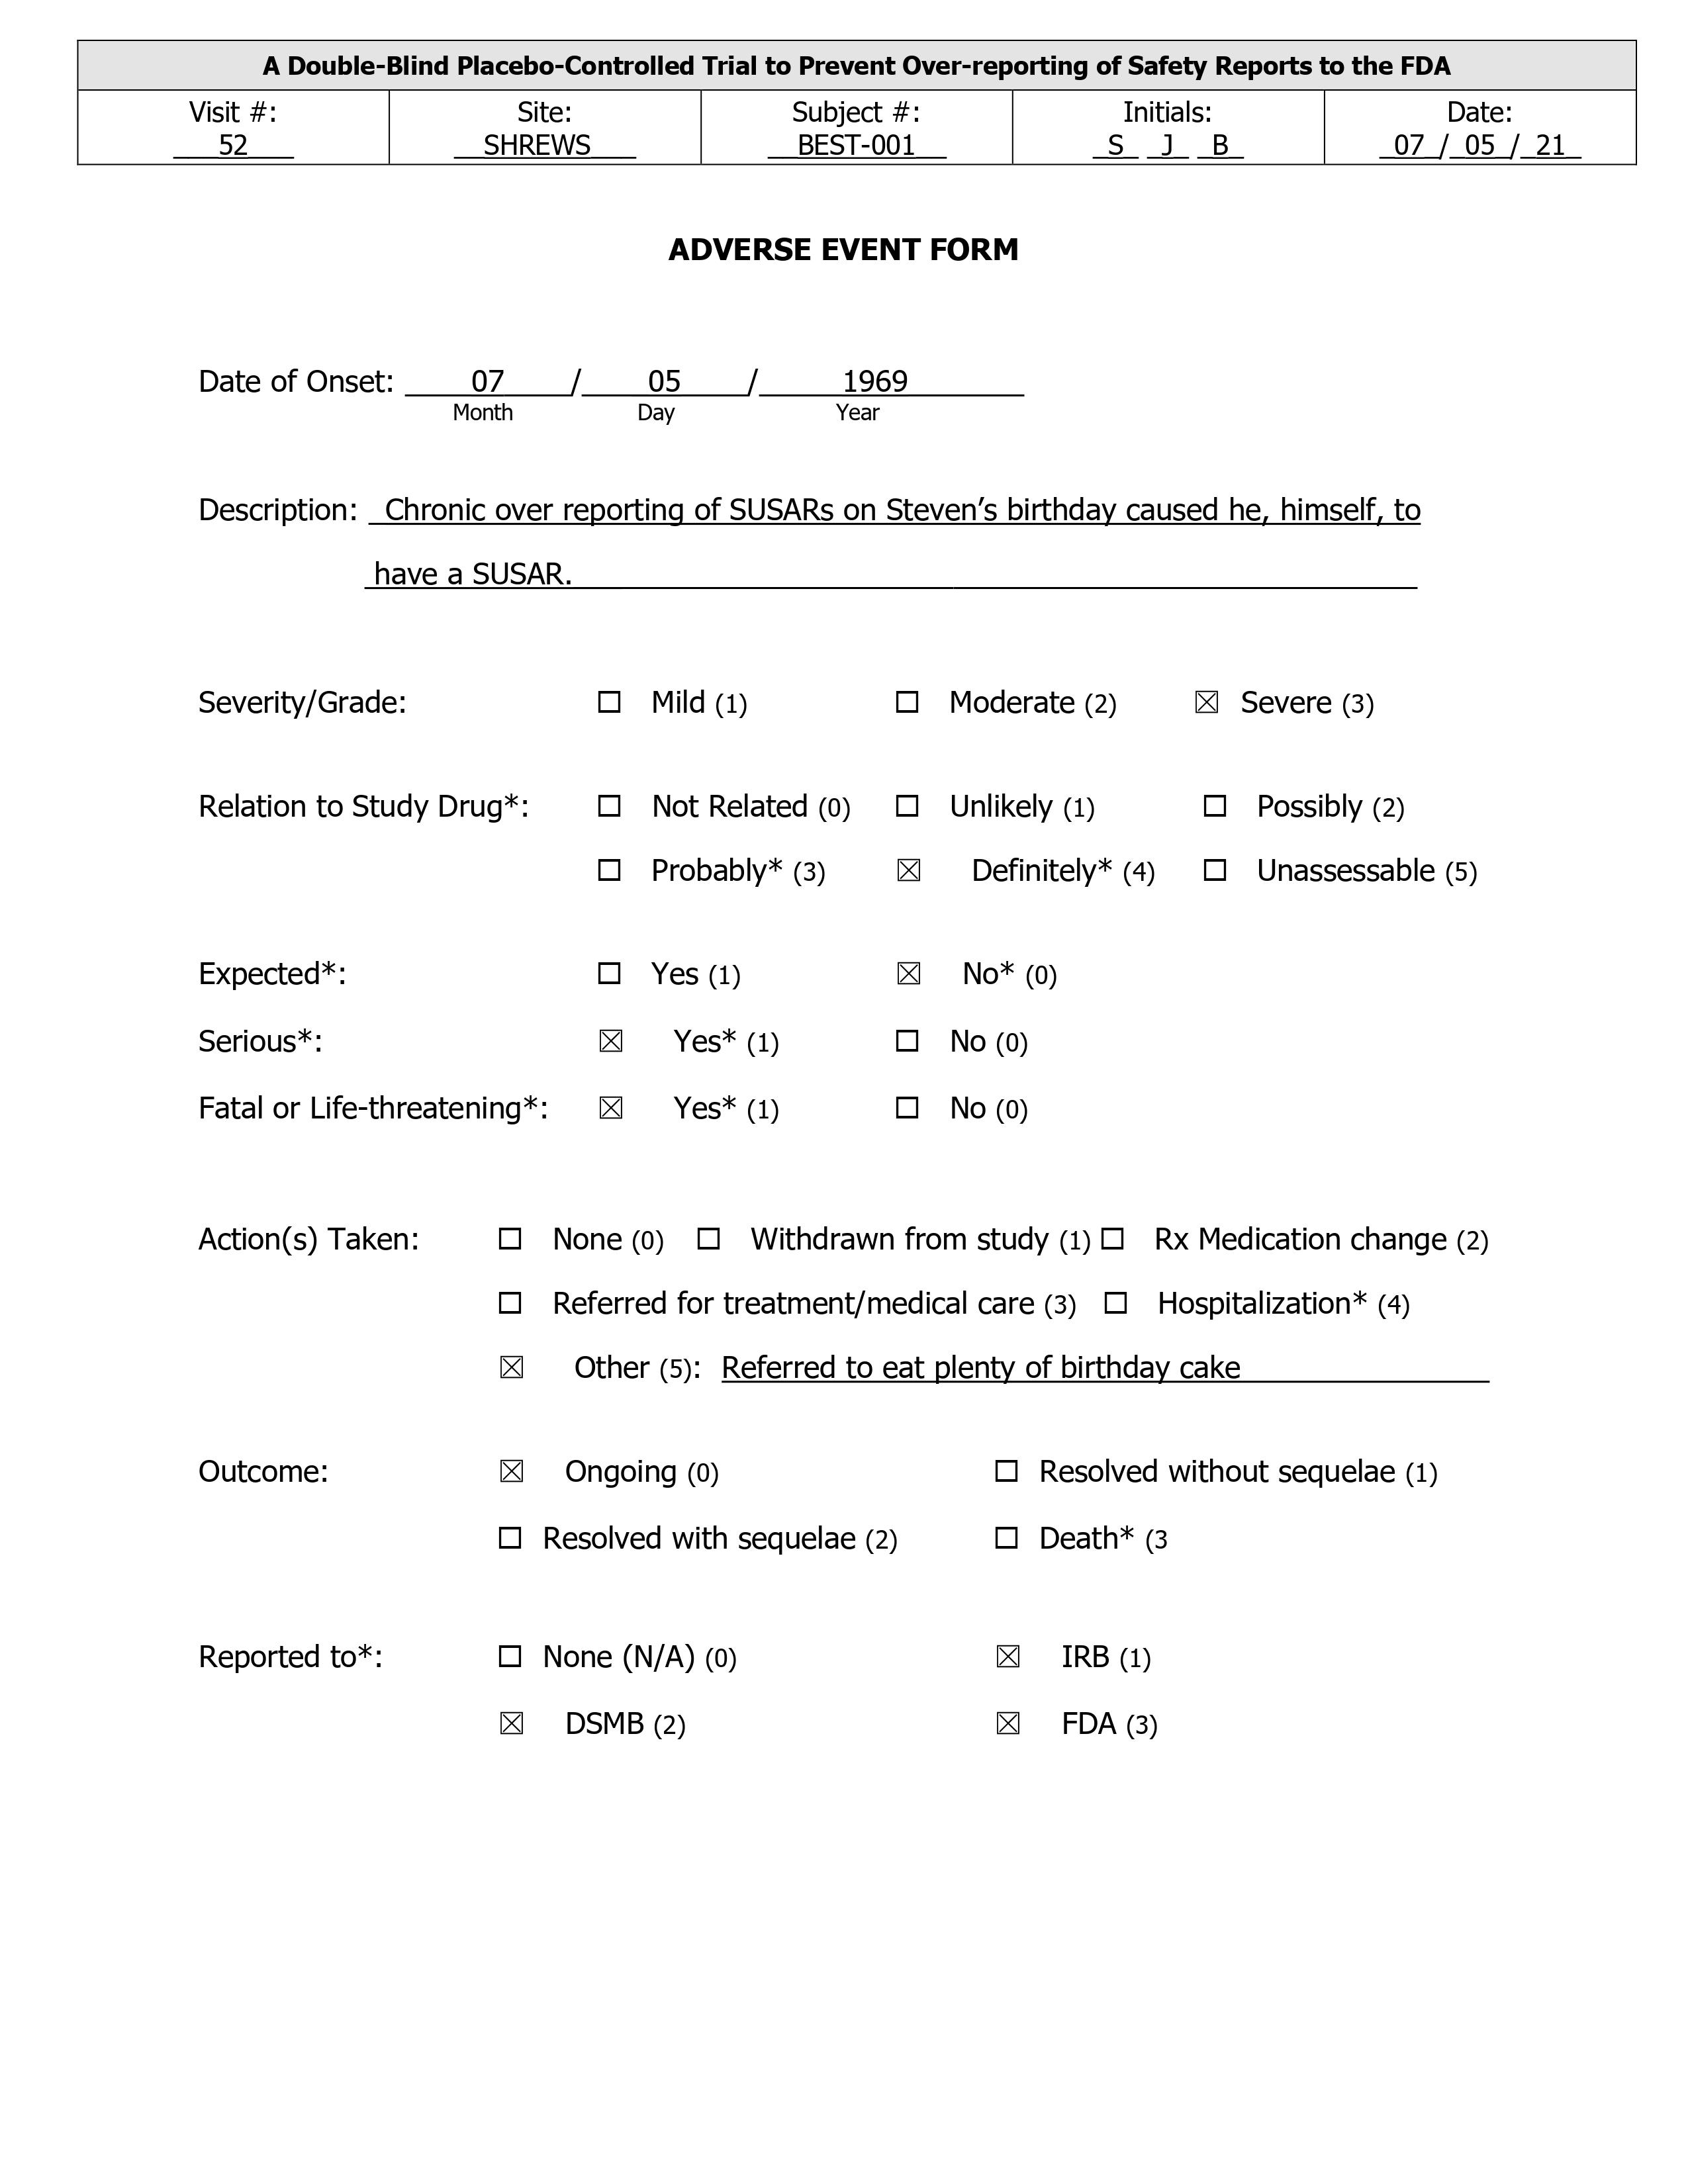 A Double-Blind Placebo-Controlled Trial to Prevent Over-reporting of Safety Reports to the FDA
Visit #: Site: Subject #: Initials: Date:
52 SHREWS BEST-001 S J B 07 / 05 / 21
ADVERSE EVENT FORM
Date of Onset: 07 / 05 / 1969
Month Day Year
Description: Chronic over reporting of SUSARs on Steven’s birthday caused he, himself, to
have a SUSAR.
Severity/Grade: ☐ Mild (1) ☐ Moderate (2) ☒ Severe (3)
Relation to Study Drug*: ☐ Not Related (0) ☐ Unlikely (1) ☐ Possibly (2)
☐ Probably* (3) ☒ Definitely* (4) ☐ Unassessable (5)
Expected*: ☐ Yes (1) ☒ No* (0)
Serious*: ☒ Yes* (1) ☐ No (0)
Fatal or Life-threatening*: ☒ Yes* (1) ☐ No (0)
Action(s) Taken: ☐ None (0) ☐ Withdrawn from study (1) ☐ Rx Medication change (2)
☐ Referred for treatment/medical care (3) ☐ Hospitalization* (4)
☒ Other (5): Referred to eat plenty of birthday cake
Outcome: ☒ Ongoing (0) ☐ Resolved without sequelae (1)
☐ Resolved with sequelae (2) ☐ Death* (3
Reported to*: ☐ None (N/A) (0) ☒ IRB (1)
☒ DSMB (2) ☒ FDA (3)